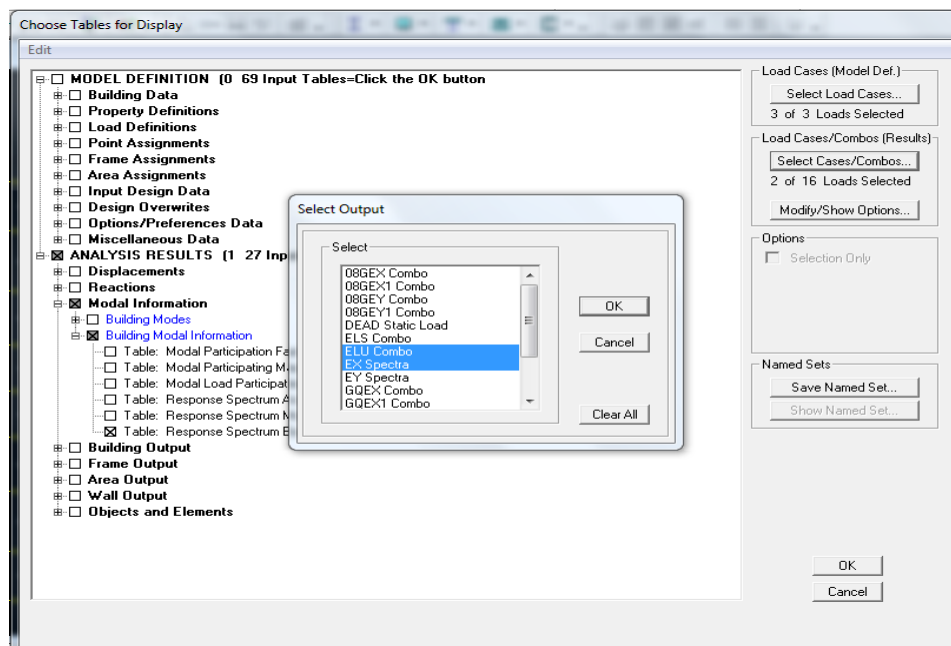 Choose Tables for Display
Edit
MODEL DEFINITION (0 69 Input Tables=Click the OK button
Building Data
Property Definitions
Load Definitions
Point Assignments
Frame Assignments
Area Assignments
Input Design Data
Design Overwrites
Options/Preferences Data
Miscellaneous Data
ANALYSIS RESULTS (1 27 Inp
Displacements
Reactions
Modal Information
Building Modes
Building Modal Information
Table: Modal Participation Fa
Table: Modal Participating M
Table: Modal Load Participat
Table: Response Spectrum A
Table: Response Spectrum M
Table: Response Spectrum B
Building Output
Frame Output
Area Output
Wall Output
Objects and Elements
Select Output
Select
08GEX Combo
08GEX1 Combo
08GEY Combo
08GEY1 Combo
DEAD Static Load
ELS Combo
ELU Combo
EX Spectra
EY Spectra
GQEX Combo
GQEX1 Combo
OK
Cancel
Clear All
Load Cases (Model Def.)
Select Load Cases...
3 of 3 Loads Selected
Load Cases/Combos (Results)
Select Cases/Combos...
2 of 16 Loads Selected
Modify/Show Options...
Options
Selection Only
Named Sets
Save Named Set...
Show Named Set...
OK
Cancel